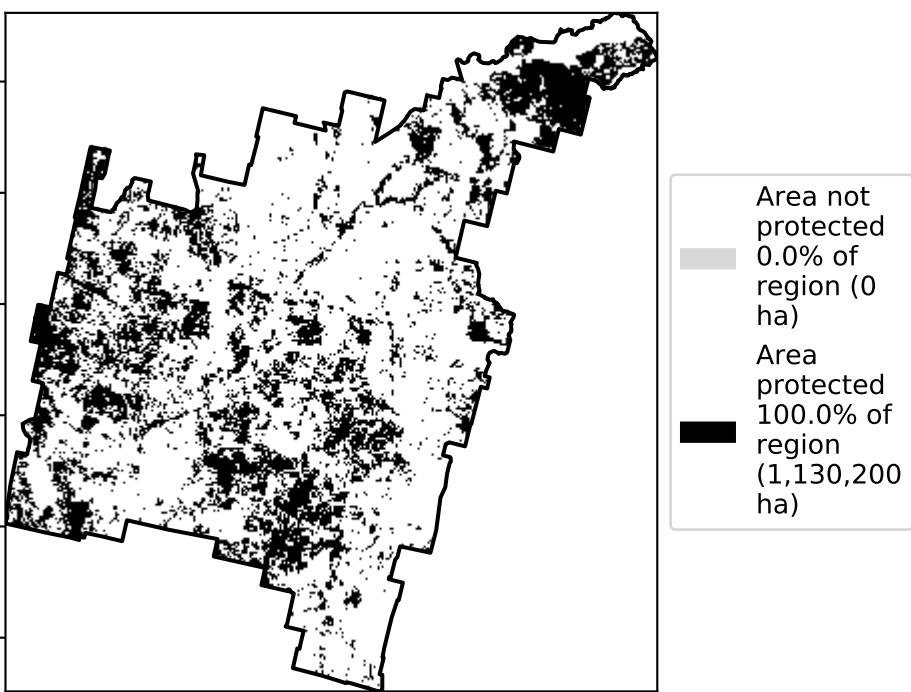 Area not
protected
0.0% of
region (0
ha)
Area
protected
100.0% of
region
(1,130,200
ha)